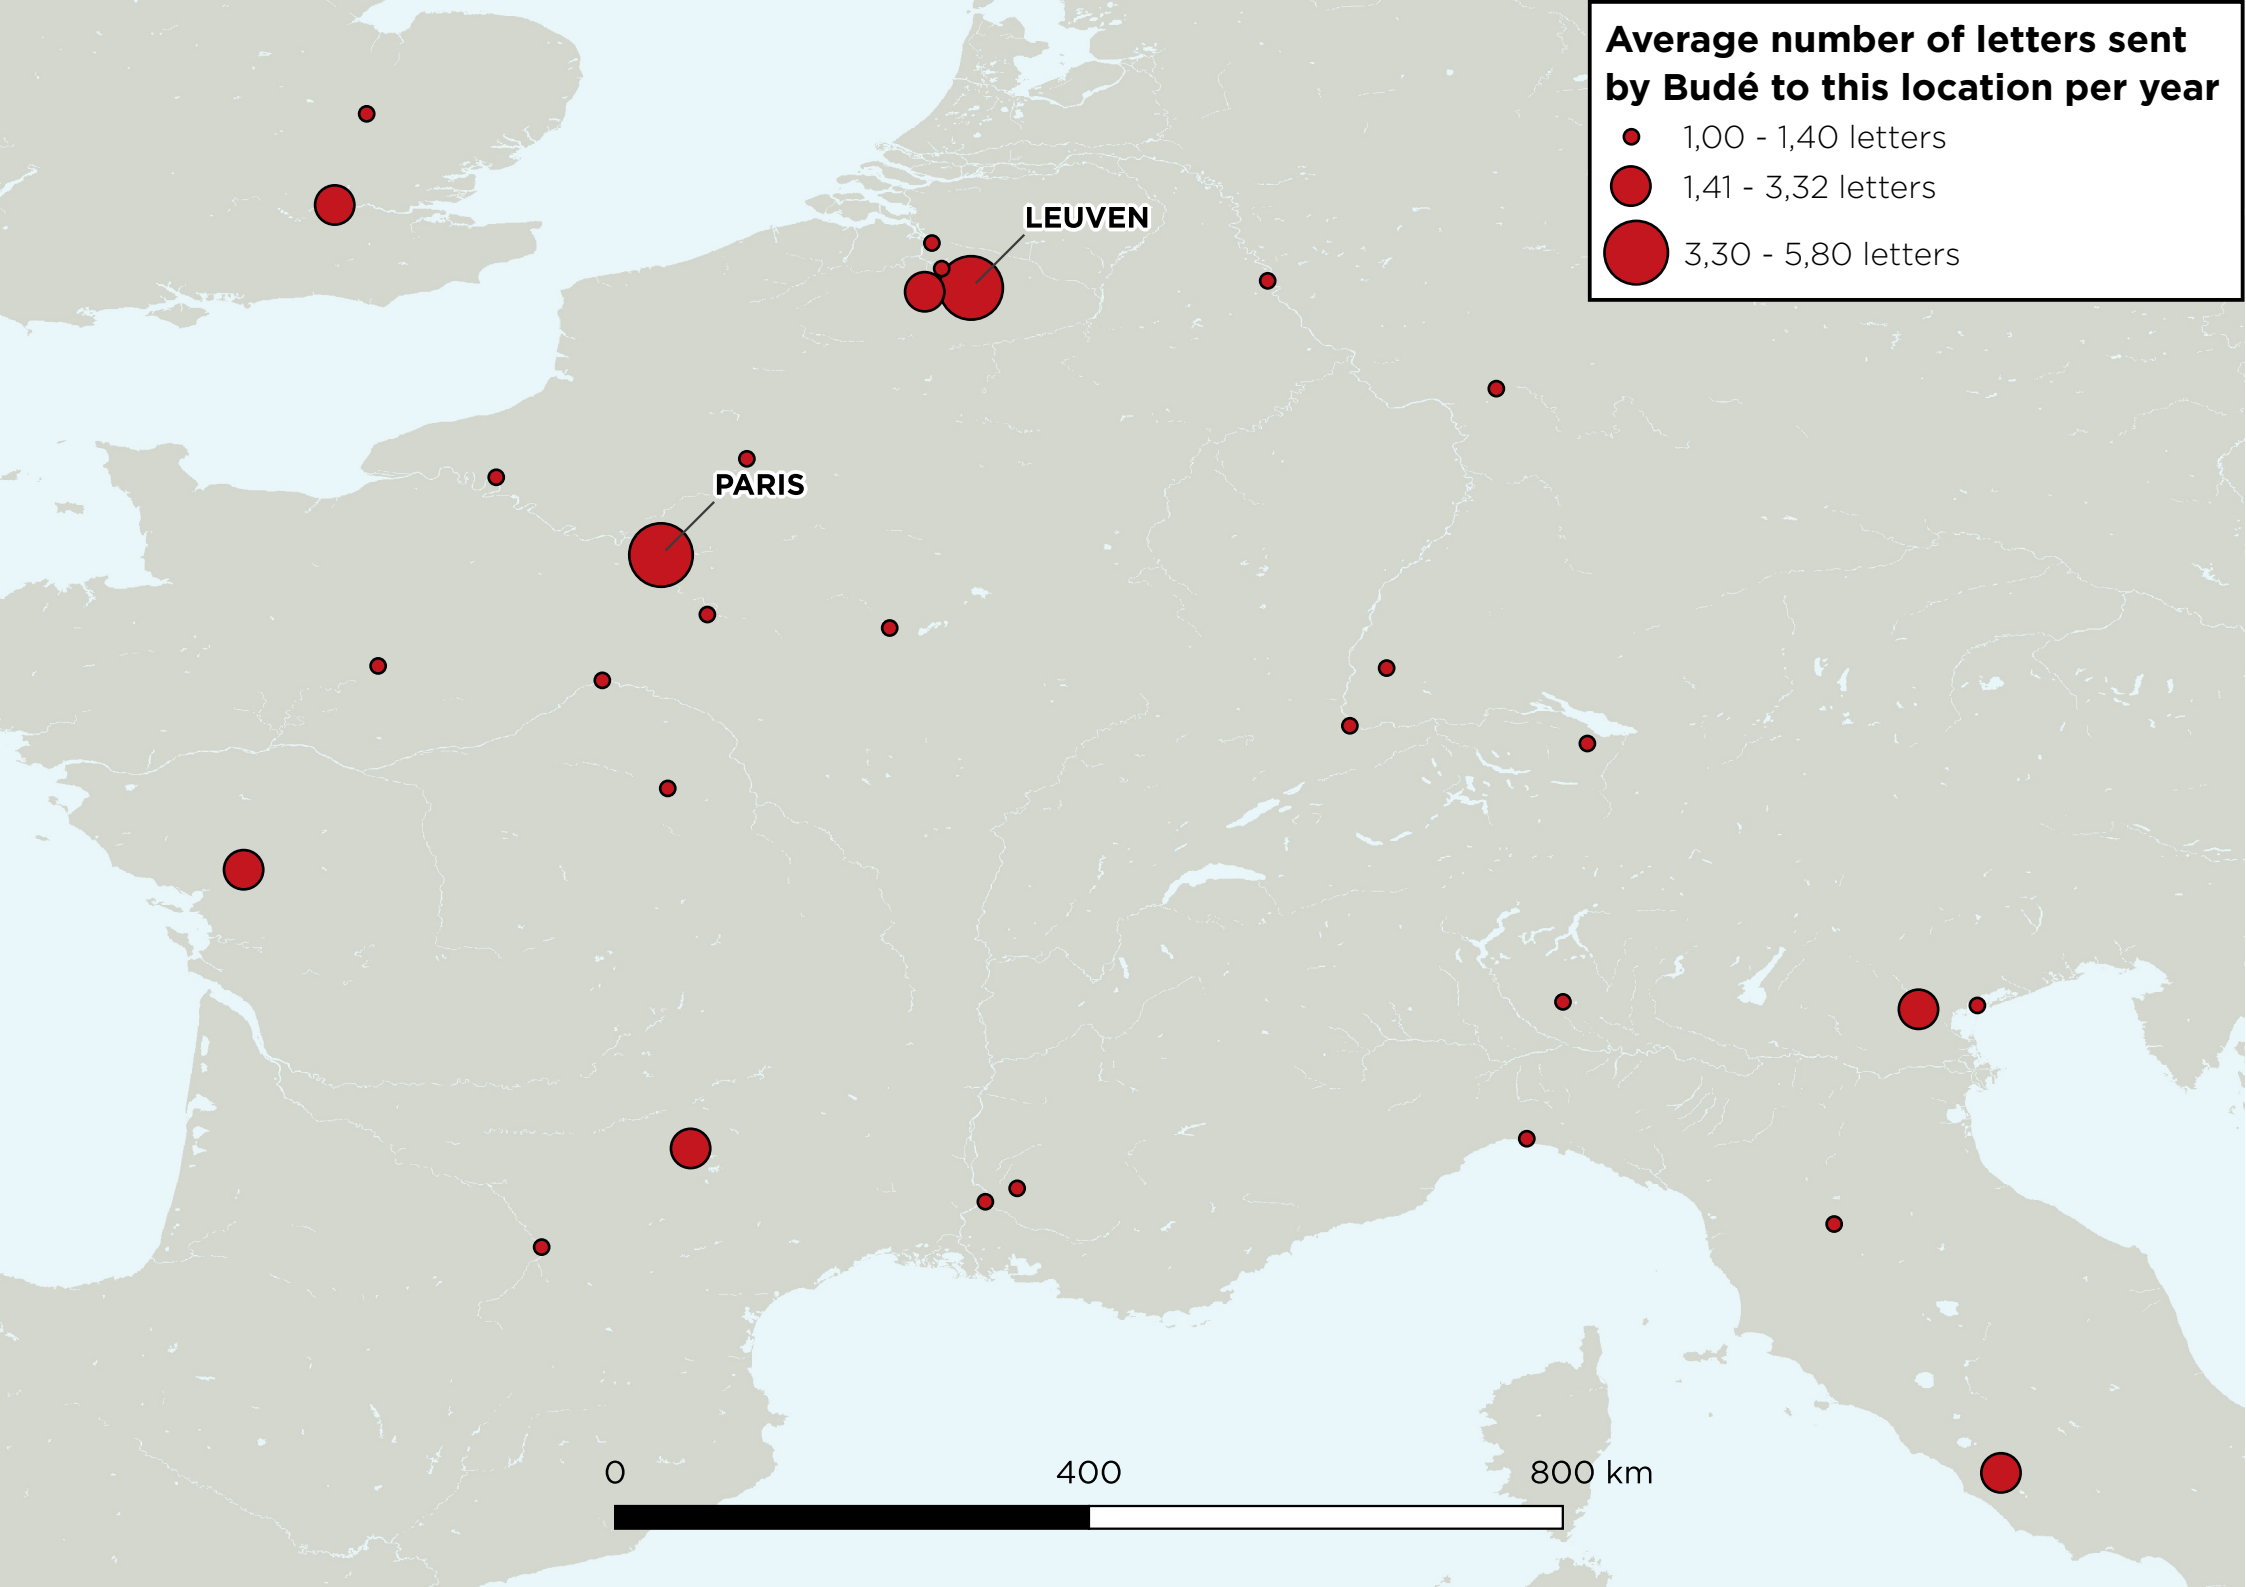 Average number of letters sent
by Budé to this location per year
1,00 - 1,40 letters
1,41 - 3,32 letters
3,30 - 5,80 letters
LEUVEN
PARIS
0 400 800 km